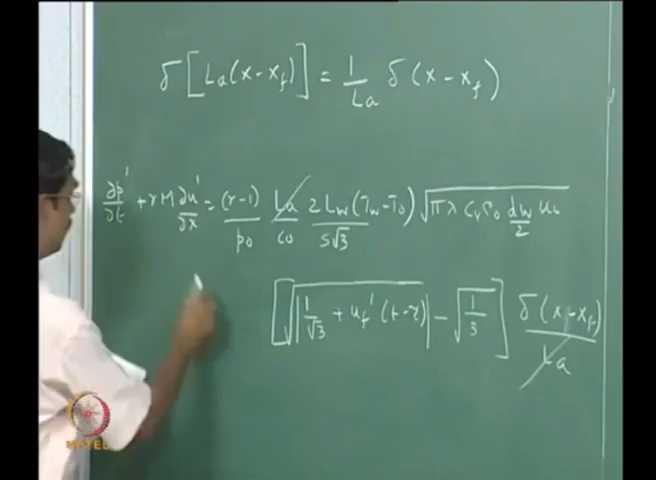 δ[La(x-x_f)] = 1/La δ(x-x_f)
∂p'/∂t + γM ∂u'/∂x = (γ-1)/p0 La/c0 2Lw(Tw-T0)/S√3 √(πλ Cv ρ0 dw/2 u0)
[√|1/√3 + u_f'(t-τ)| - √(1/3)] δ(x-x_f)/La
NPTEL